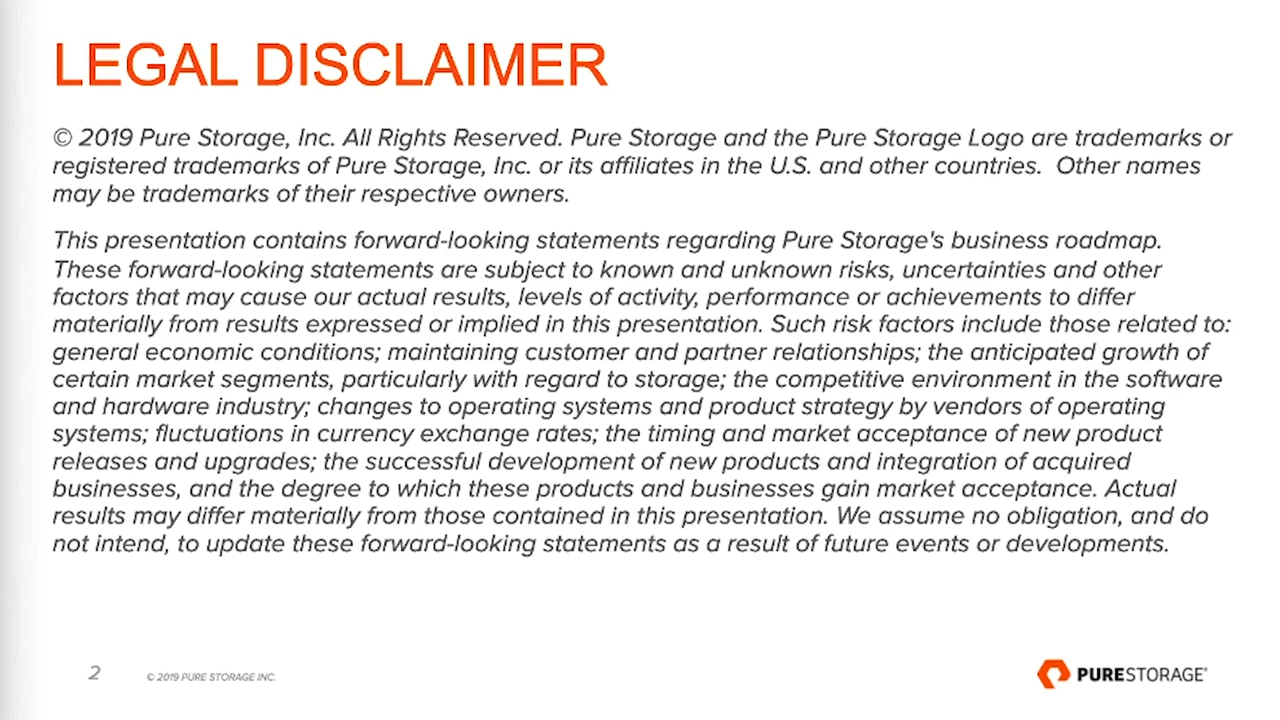 LEGAL DISCLAIMER
© 2019 Pure Storage, Inc. All Rights Reserved. Pure Storage and the Pure Storage Logo are trademarks or
registered trademarks of Pure Storage, Inc. or its affiliates in the U.S. and other countries.  Other names
may be trademarks of their respective owners.
This presentation contains forward-looking statements regarding Pure Storage's business roadmap.
These forward-looking statements are subject to known and unknown risks, uncertainties and other
factors that may cause our actual results, levels of activity, performance or achievements to differ
materially from results expressed or implied in this presentation. Such risk factors include those related to:
general economic conditions; maintaining customer and partner relationships; the anticipated growth of
certain market segments, particularly with regard to storage; the competitive environment in the software
and hardware industry; changes to operating systems and product strategy by vendors of operating
systems; fluctuations in currency exchange rates; the timing and market acceptance of new product
releases and upgrades; the successful development of new products and integration of acquired
businesses, and the degree to which these products and businesses gain market acceptance. Actual
results may differ materially from those contained in this presentation. We assume no obligation, and do
not intend, to update these forward-looking statements as a result of future events or developments.
2 © 2019 PURE STORAGE INC.
PURESTORAGE®